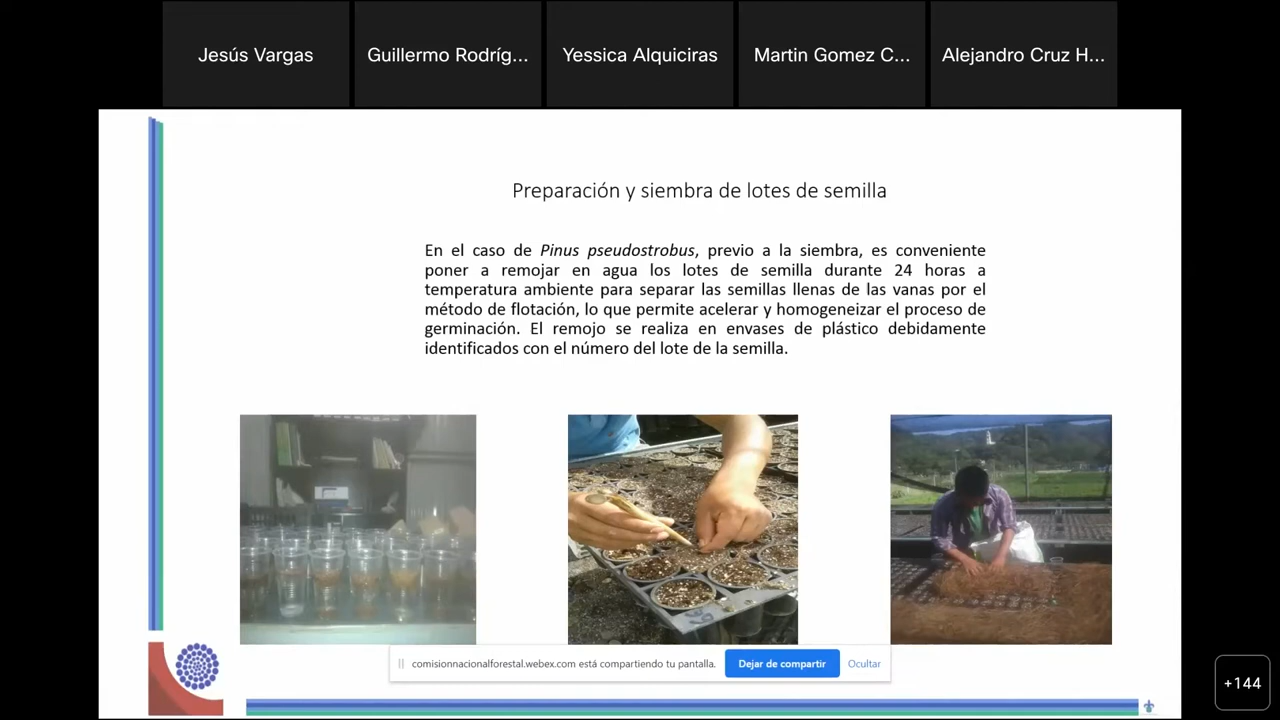 Jesús Vargas
Guillermo Rodríg...
Yessica Alquiciras
Martin Gomez C...
Alejandro Cruz H...
Preparación y siembra de lotes de semilla
En el caso de Pinus pseudostrobus, previo a la siembra, es conveniente
poner a remojar en agua los lotes de semilla durante 24 horas a
temperatura ambiente para separar las semillas llenas de las vanas por el
método de flotación, lo que permite acelerar y homogeneizar el proceso de
germinación. El remojo se realiza en envases de plástico debidamente
identificados con el número del lote de la semilla.
comisionnacionalforestal.webex.com está compartiendo tu pantalla.
Dejar de compartir
Ocultar
+144